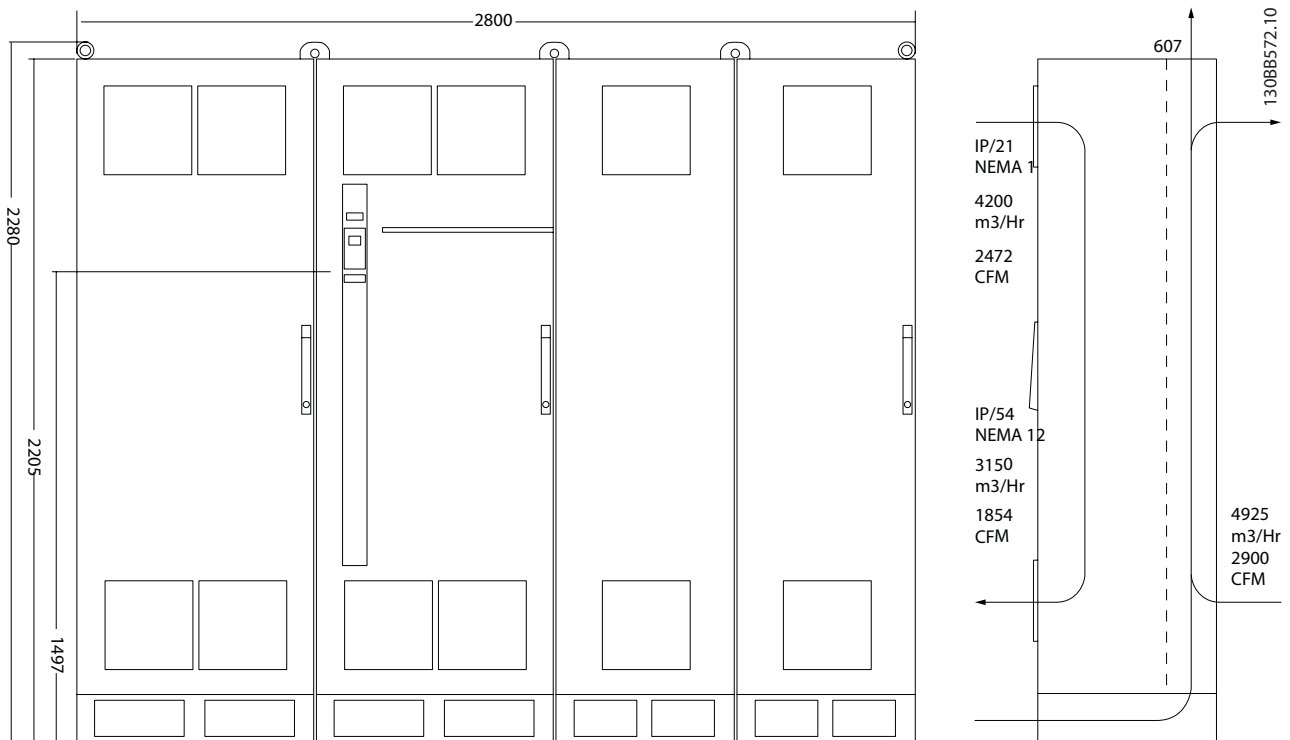 2800
2280
2205
1497
607
130BB572.10
IP/21
NEMA 1
4200
m3/Hr
2472
CFM
IP/54
NEMA 12
3150
m3/Hr
1854
CFM
4925
m3/Hr
2900
CFM